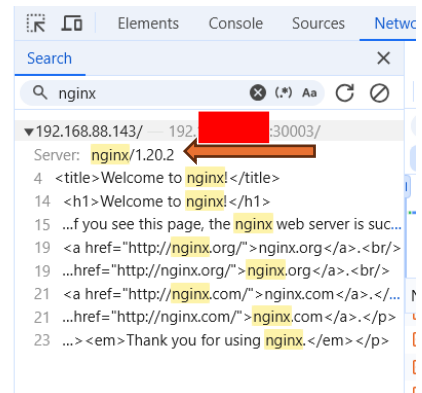 Elements Console Sources Netwo
Search
nginx (.*) Aa
▼192.168.88.143/ — 192. :30003/
Server: nginx/1.20.2
4 <title>Welcome to nginx!</title>
14 <h1>Welcome to nginx!</h1>
15 ...f you see this page, the nginx web server is suc...
19 <a href="http://nginx.org/">nginx.org</a>.<br/>
19 ...href="http://nginx.org/">nginx.org</a>.<br/>
21 <a href="http://nginx.com/">nginx.com</a>.</...
21 ...href="http://nginx.com/">nginx.com</a>.</p>
23 ...><em>Thank you for using nginx.</em></p>